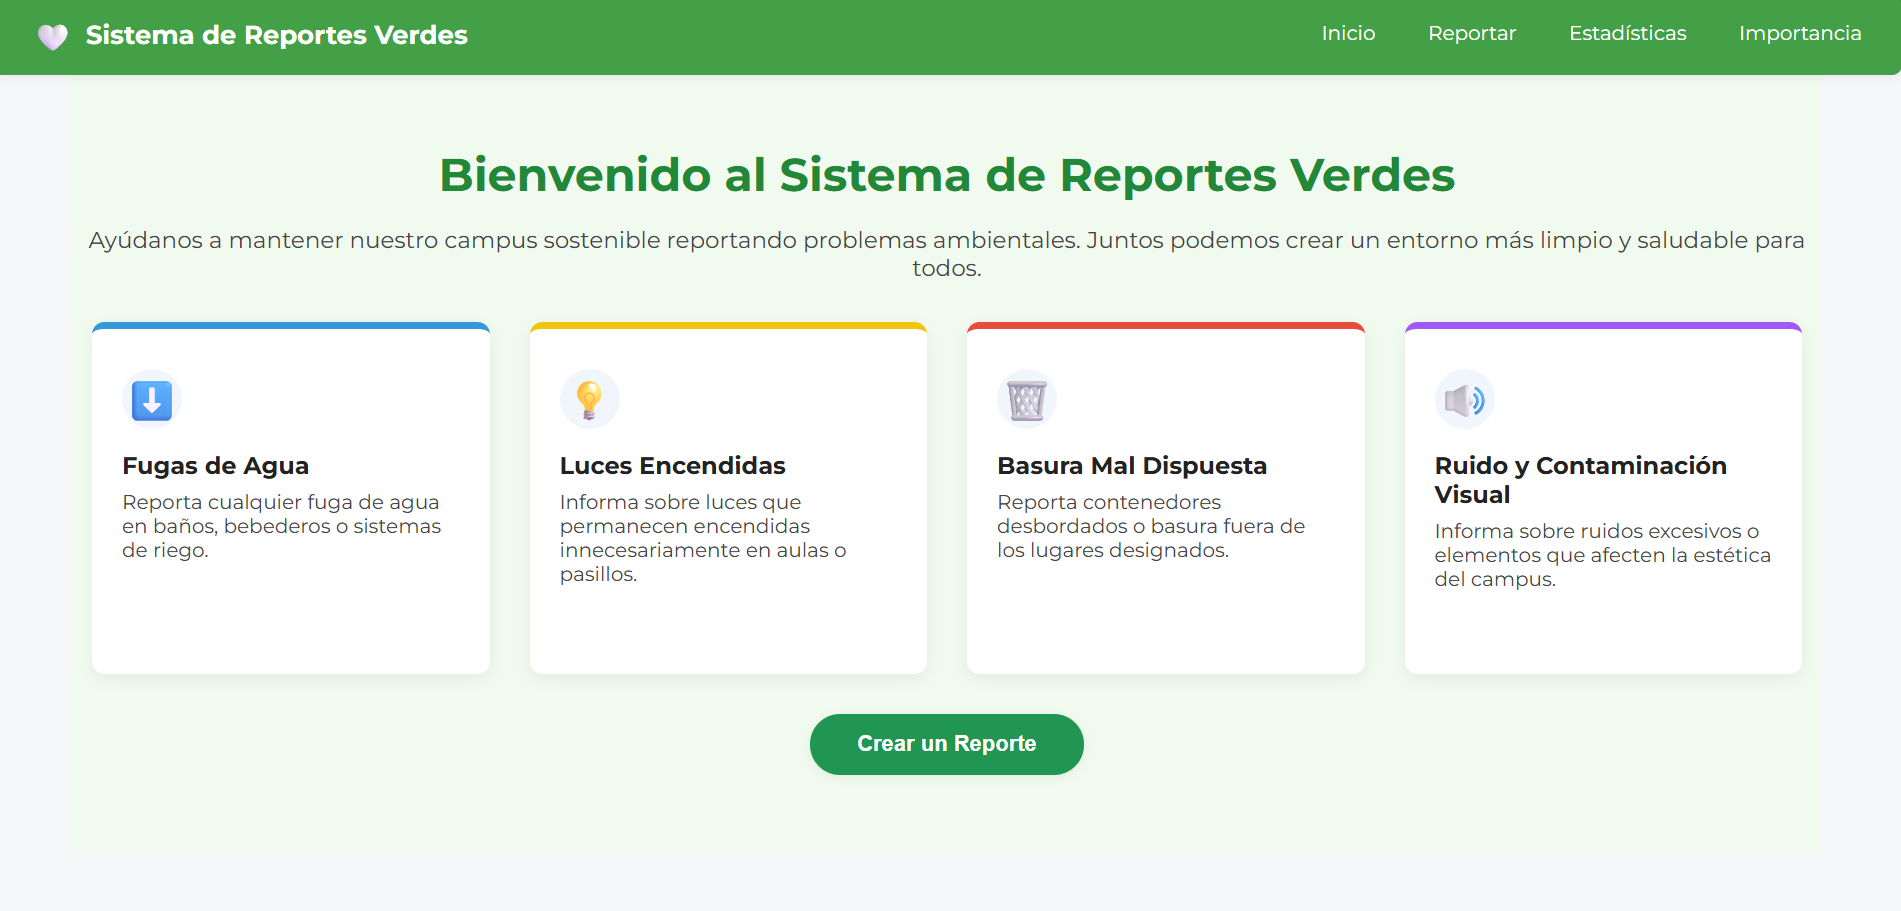 Sistema de Reportes Verdes
Inicio
Reportar
Estadísticas
Importancia
Bienvenido al Sistema de Reportes Verdes
Ayúdanos a mantener nuestro campus sostenible reportando problemas ambientales. Juntos podemos crear un entorno más limpio y saludable para
todos.
Fugas de Agua
Reporta cualquier fuga de agua
en baños, bebederos o sistemas
de riego.
Luces Encendidas
Informa sobre luces que
permanecen encendidas
innecesariamente en aulas o
pasillos.
Basura Mal Dispuesta
Reporta contenedores
desbordados o basura fuera de
los lugares designados.
Ruido y Contaminación
Visual
Informa sobre ruidos excesivos o
elementos que afecten la estética
del campus.
Crear un Reporte